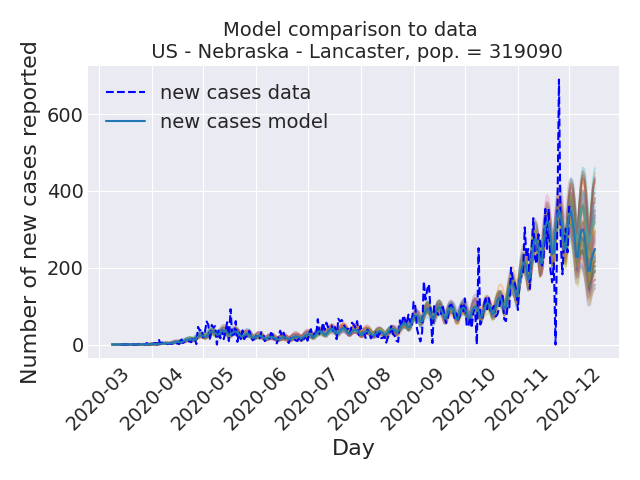 Model comparison to data
US - Nebraska - Lancaster, pop. = 319090
Number of new cases reported
new cases data
new cases model
600
400
200
0
2020-03
2020-04
2020-05
2020-06
2020-07
2020-08
2020-09
2020-10
2020-11
2020-12
Day